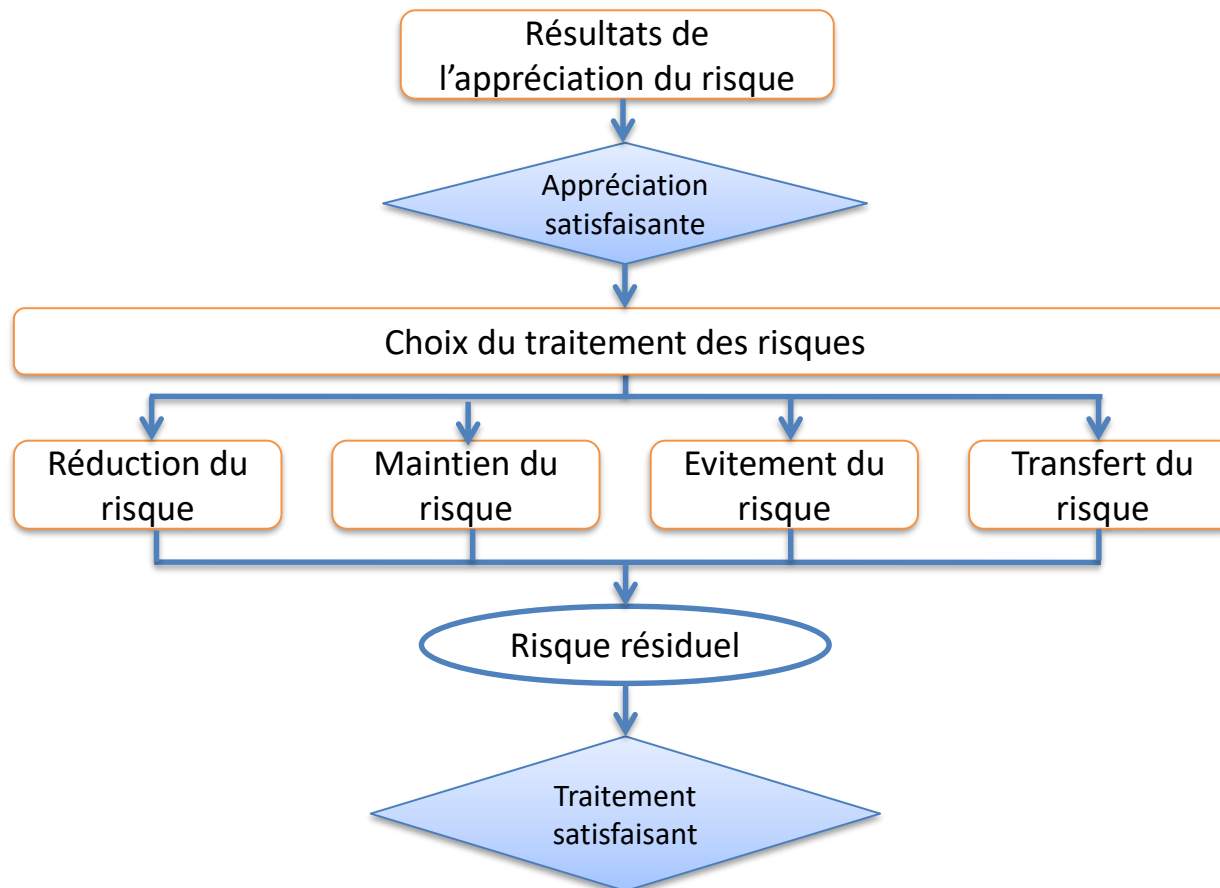 Résultats de
l’appréciation du risque
Appréciation
satisfaisante
Choix du traitement des risques
Réduction du
risque
Maintien du
risque
Evitement du
risque
Transfert du
risque
Risque résiduel
Traitement
satisfaisant